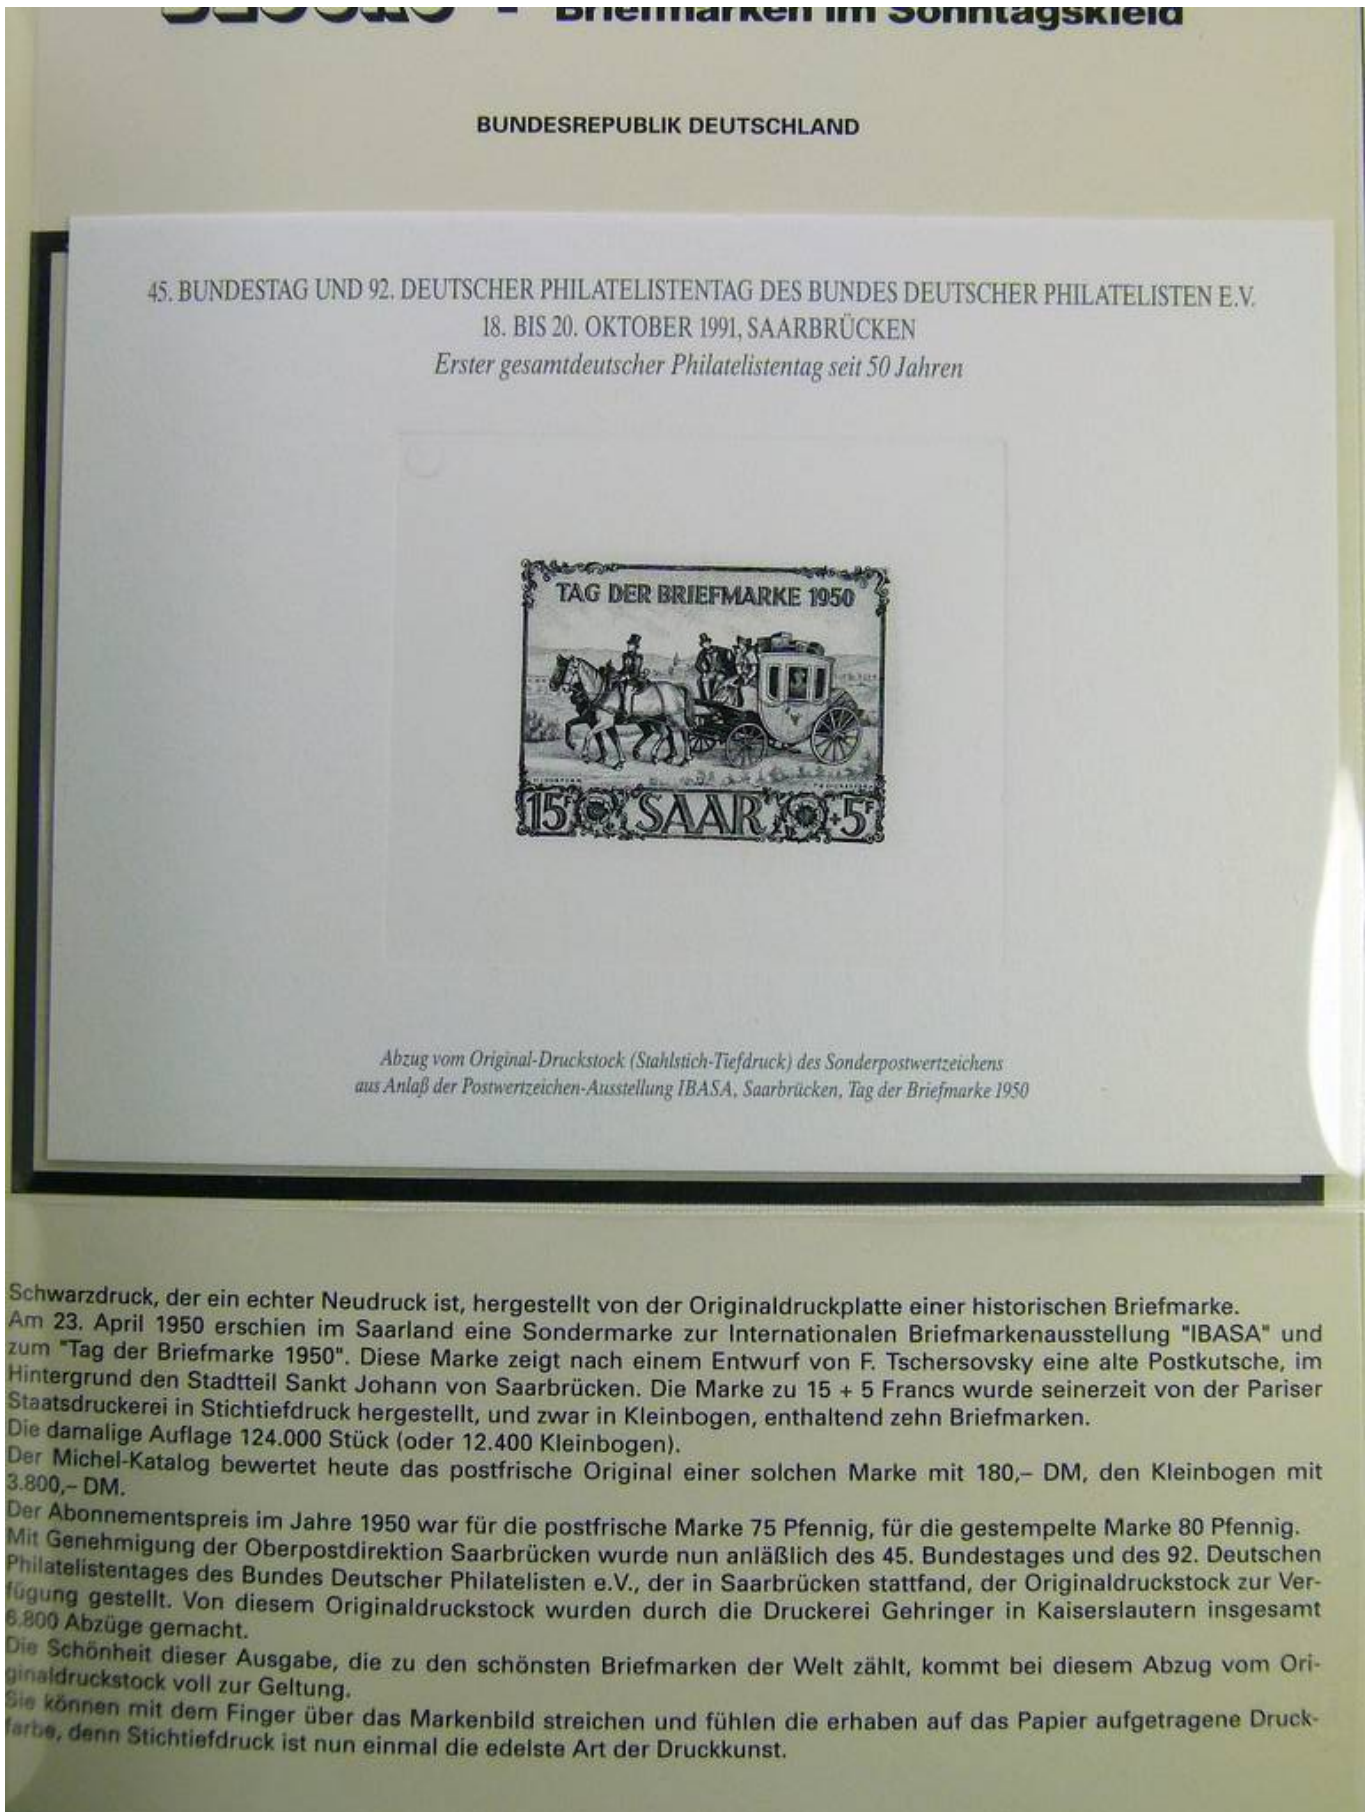 - Briefmarken im Sonntagskleid
BUNDESREPUBLIK DEUTSCHLAND
45. BUNDESTAG UND 92. DEUTSCHER PHILATELISTENTAG DES BUNDES DEUTSCHER PHILATELISTEN E.V.
18. BIS 20. OKTOBER 1991, SAARBRÜCKEN
Erster gesamtdeutscher Philatelistentag seit 50 Jahren
TAG DER BRIEFMARKE 1950
15F SAAR +5F
Abzug vom Original-Druckstock (Stahlstich-Tiefdruck) des Sonderpostwertzeichens
aus Anlaß der Postwertzeichen-Ausstellung IBASA, Saarbrücken, Tag der Briefmarke 1950
Schwarzdruck, der ein echter Neudruck ist, hergestellt von der Originaldruckplatte einer historischen Briefmarke.
Am 23. April 1950 erschien im Saarland eine Sondermarke zur Internationalen Briefmarkenausstellung "IBASA" und
zum "Tag der Briefmarke 1950". Diese Marke zeigt nach einem Entwurf von F. Tschersovsky eine alte Postkutsche, im
Hintergrund den Stadtteil Sankt Johann von Saarbrücken. Die Marke zu 15 + 5 Francs wurde seinerzeit von der Pariser
Staatsdruckerei in Stichtiefdruck hergestellt, und zwar in Kleinbogen, enthaltend zehn Briefmarken.
Die damalige Auflage 124.000 Stück (oder 12.400 Kleinbogen).
Der Michel-Katalog bewertet heute das postfrische Original einer solchen Marke mit 180,– DM, den Kleinbogen mit
3.800,– DM.
Der Abonnementspreis im Jahre 1950 war für die postfrische Marke 75 Pfennig, für die gestempelte Marke 80 Pfennig.
Mit Genehmigung der Oberpostdirektion Saarbrücken wurde nun anläßlich des 45. Bundestages und des 92. Deutschen
Philatelistentages des Bundes Deutscher Philatelisten e.V., der in Saarbrücken stattfand, der Originaldruckstock zur Ver-
fügung gestellt. Von diesem Originaldruckstock wurden durch die Druckerei Gehringer in Kaiserslautern insgesamt
6.800 Abzüge gemacht.
Die Schönheit dieser Ausgabe, die zu den schönsten Briefmarken der Welt zählt, kommt bei diesem Abzug vom Ori-
ginaldruckstock voll zur Geltung.
Sie können mit dem Finger über das Markenbild streichen und fühlen die erhaben auf das Papier aufgetragene Druck-
farbe, denn Stichtiefdruck ist nun einmal die edelste Art der Druckkunst.